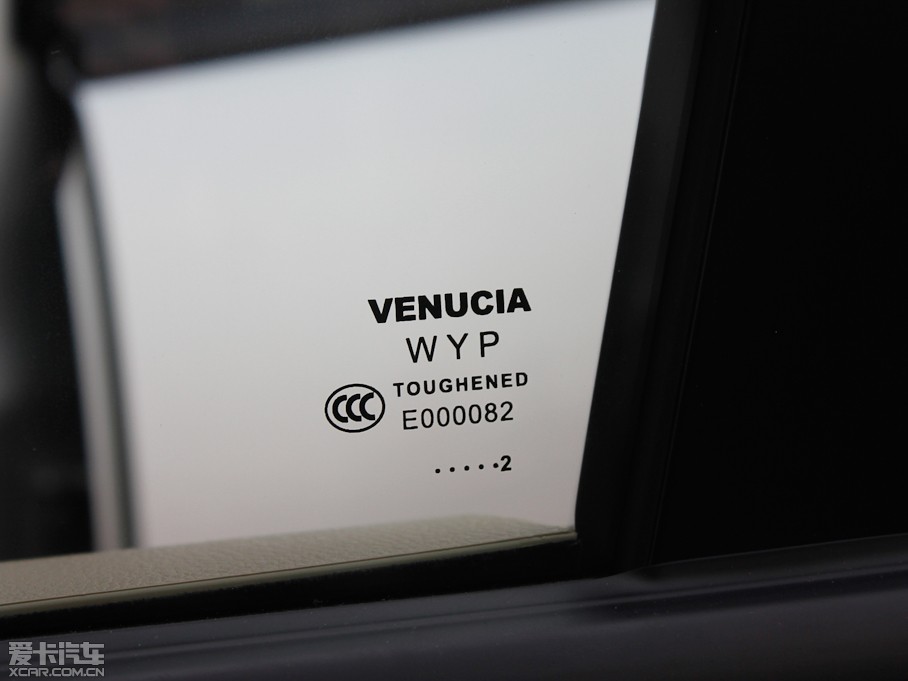 VENUCIA
WYP
CCC TOUGHENED
E000082
·····2
爱卡汽车
XCAR.COM.CN